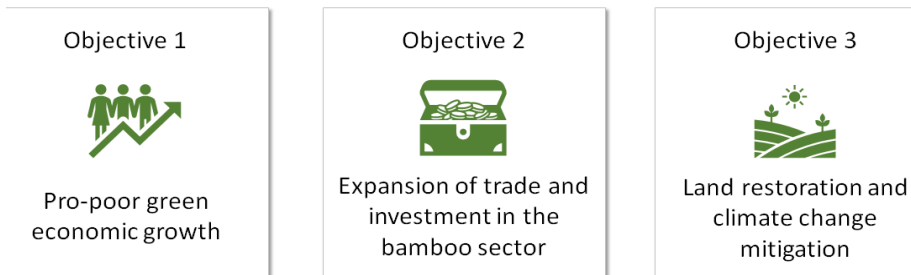 Objective 1
Pro-poor green
economic growth
Objective 2
Expansion of trade and
investment in the
bamboo sector
Objective 3
Land restoration and
climate change
mitigation